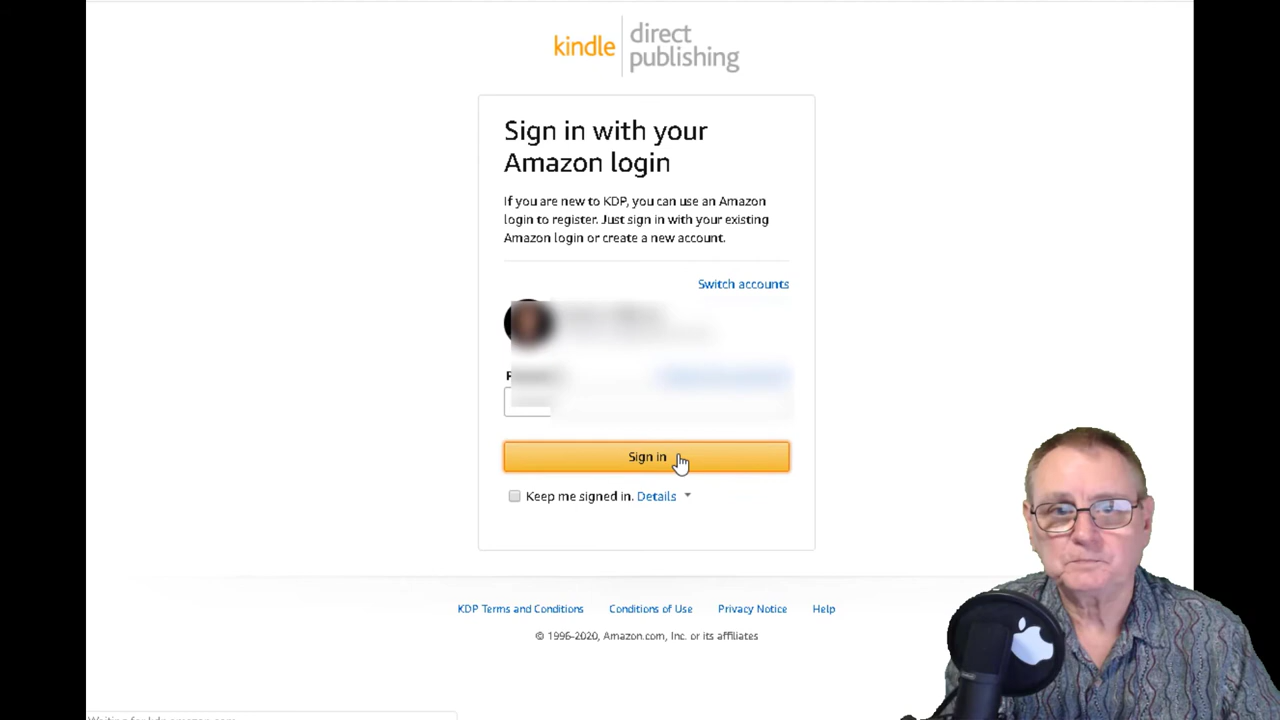 kindle direct publishing
Sign in with your
Amazon login
If you are new to KDP, you can use an Amazon
login to register. Just sign in with your existing
Amazon login or create a new account.
Switch accounts
Sign in
Keep me signed in. Details
KDP Terms and Conditions Conditions of Use Privacy Notice Help
© 1996-2020, Amazon.com, Inc. or its affiliates